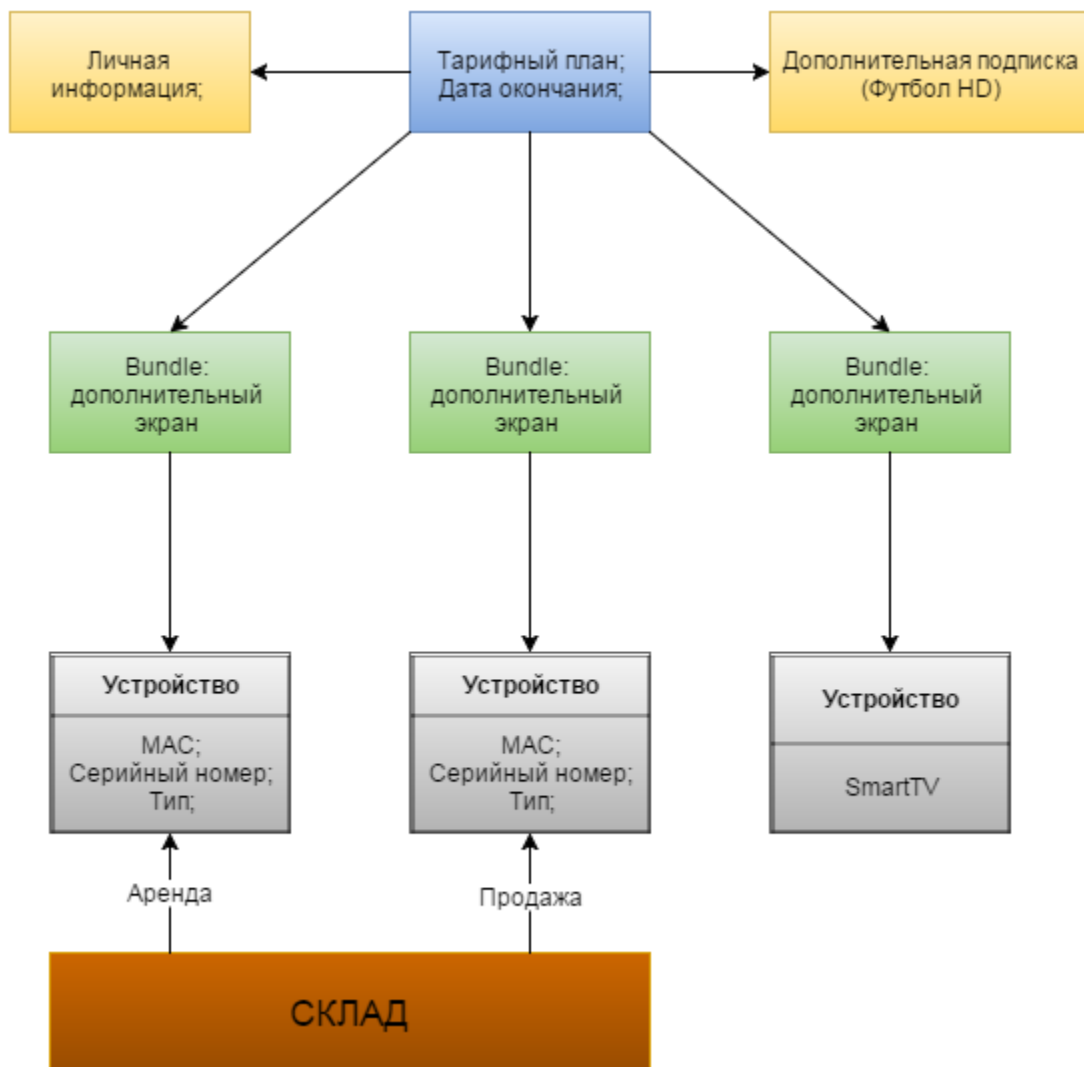 Личная
информация;
Тарифный план;
Дата окончания;
Дополнительная подписка
(Футбол HD)
Bundle:
дополнительный
экран
Bundle:
дополнительный
экран
Bundle:
дополнительный
экран
Устройство
MAC;
Серийный номер;
Тип;
Устройство
MAC;
Серийный номер;
Тип;
Устройство
SmartTV
Аренда
Продажа
СКЛАД